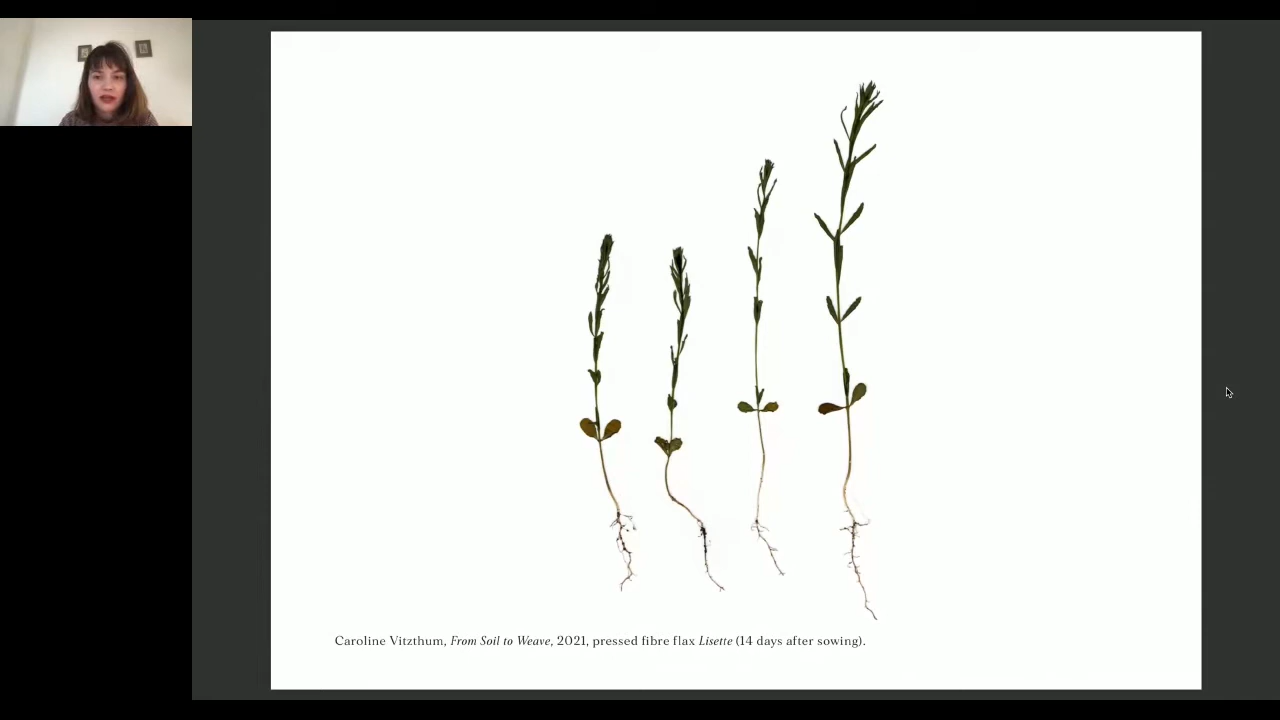 Caroline Vitzthum, From Soil to Weave, 2021, pressed fibre flax Lisette (14 days after sowing).